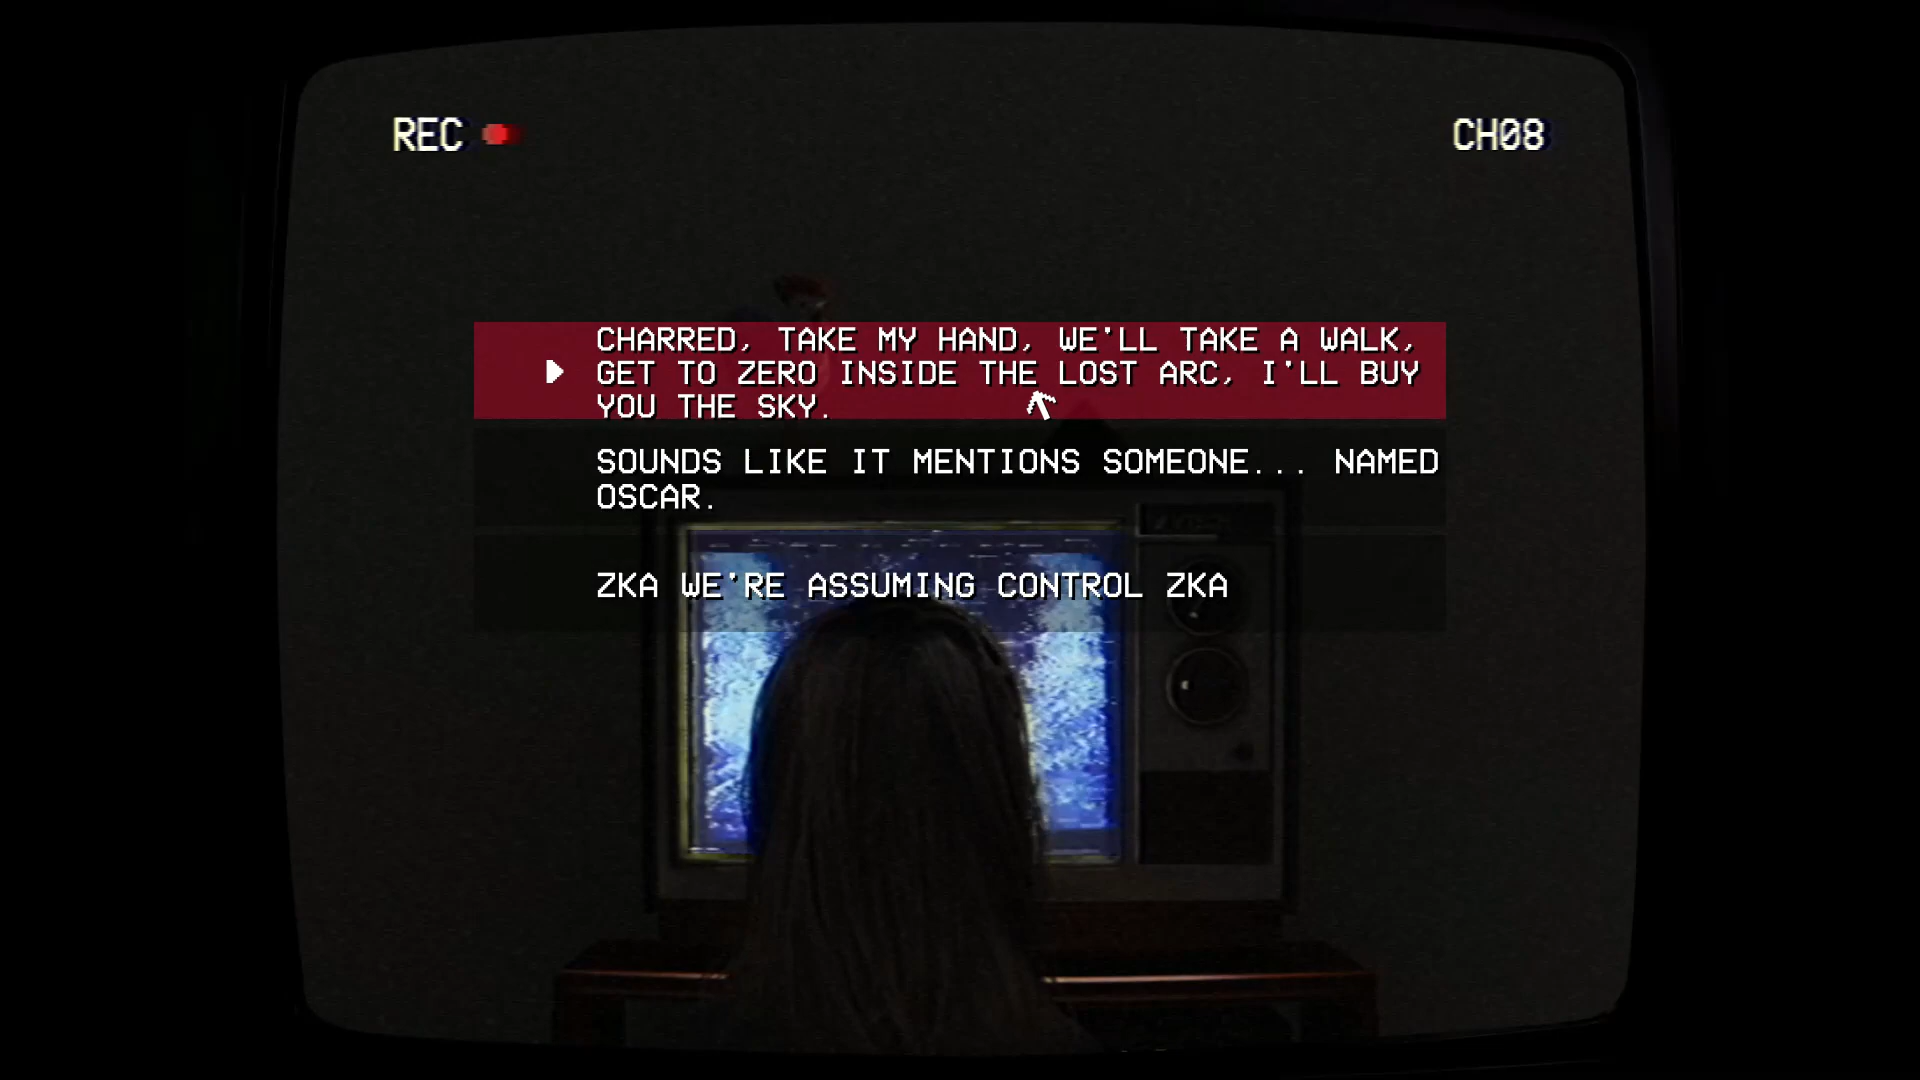 REC
CH08
CHARRED, TAKE MY HAND, WE'LL TAKE A WALK,
GET TO ZERO INSIDE THE LOST ARC, I'LL BUY
YOU THE SKY.
SOUNDS LIKE IT MENTIONS SOMEONE... NAMED
OSCAR.
ZKA WE'RE ASSUMING CONTROL ZKA